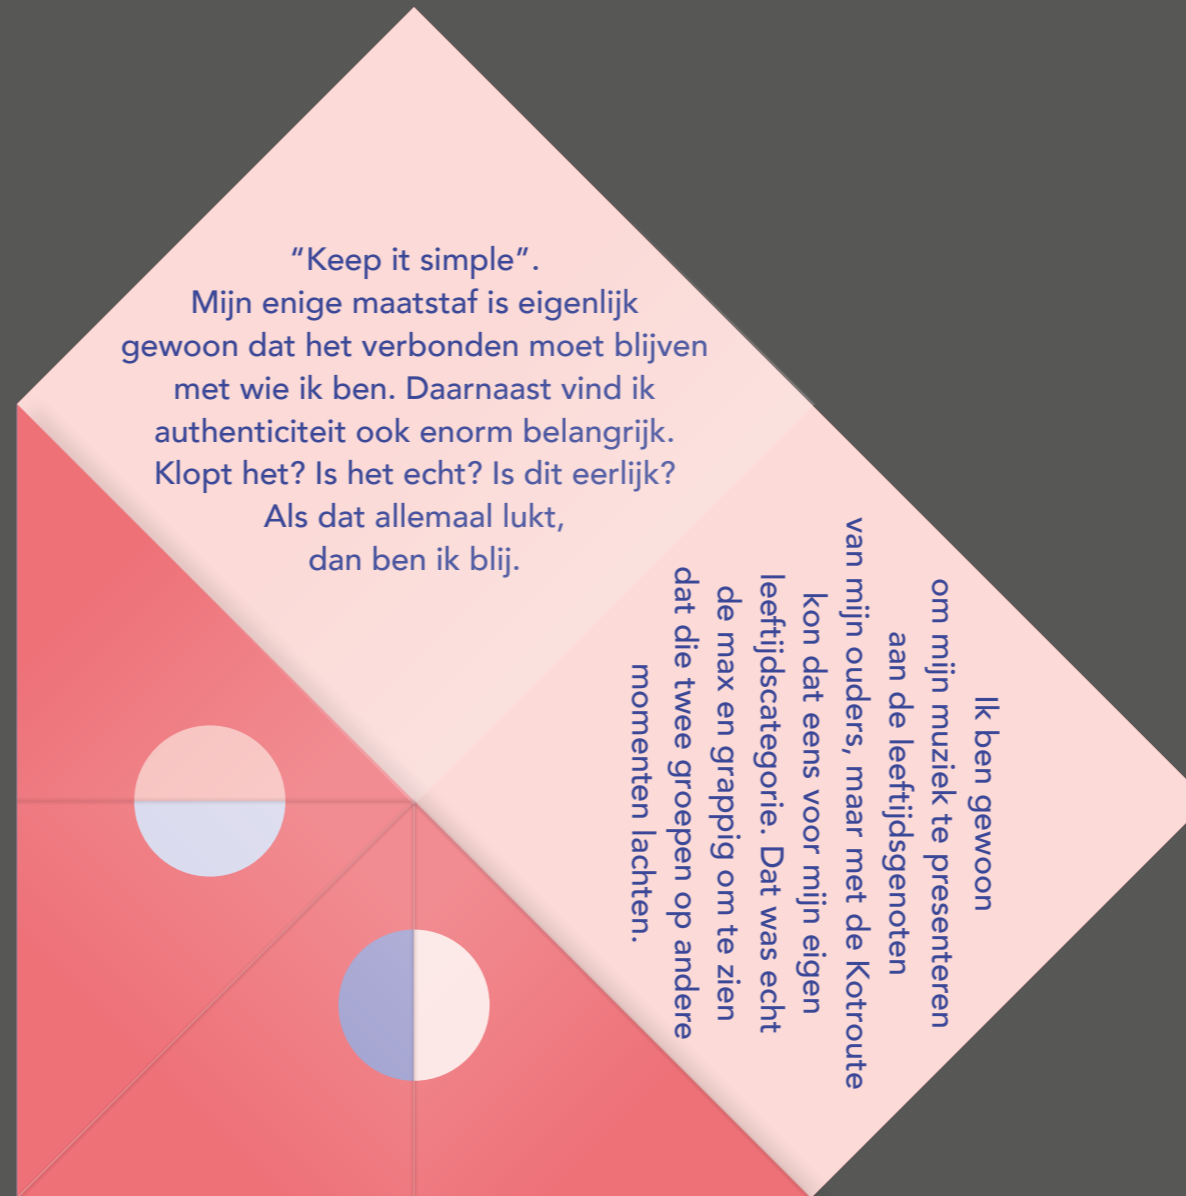 “Keep it simple”.
Mijn enige maatstaf is eigenlijk
gewoon dat het verbonden moet blijven
met wie ik ben. Daarnaast vind ik
authenticiteit ook enorm belangrijk.
Klopt het? Is het echt? Is dit eerlijk?
Als dat allemaal lukt,
dan ben ik blij.
Ik ben gewoon
om mijn muziek te presenteren
aan de leeftijdsgenoten
van mijn ouders, maar met de Kotroute
kon dat eens voor mijn eigen
leeftijdscategorie. Dat was echt
de max en grappig om te zien
dat die twee groepen op andere
momenten lachten.